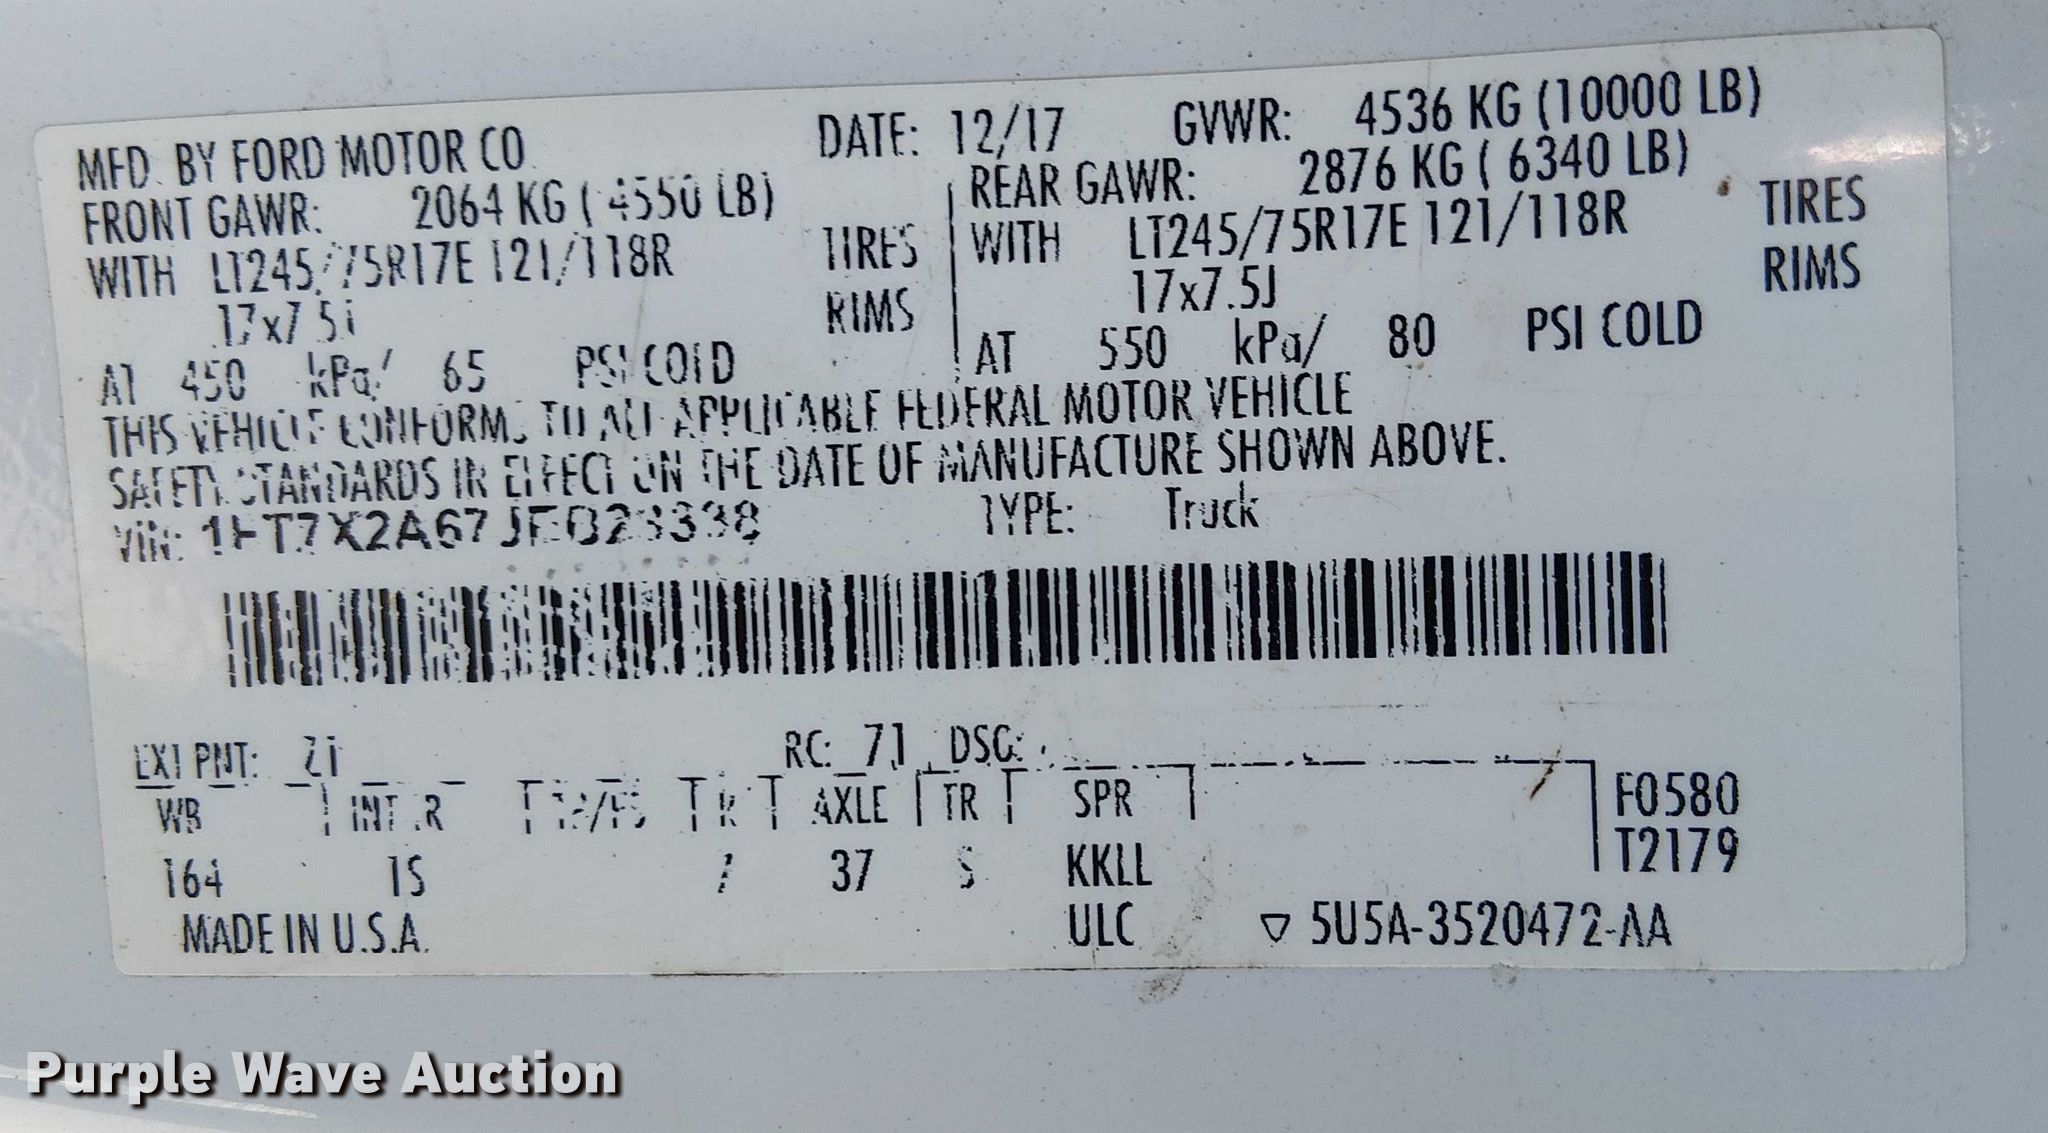 MFD. BY FORD MOTOR CO. DATE: 12/17 GVWR: 4536 KG (10000 LB)
FRONT GAWR: 2064 KG ( 4550 LB) REAR GAWR: 2876 KG ( 6340 LB)
WITH LT245/75R17E 121/118R TIRES WITH LT245/75R17E 121/118R TIRES
17x7.5J RIMS 17x7.5J RIMS
AT 450 kPa/ 65 PSI COLD AT 550 kPa/ 80 PSI COLD
THIS VEHICLE CONFORMS TO ALL APPLICABLE FEDERAL MOTOR VEHICLE
SAFETY STANDARDS IN EFFECT ON THE DATE OF MANUFACTURE SHOWN ABOVE.
VIN: TYPE: Truck
EXT PNT: RC: 71 DSO:
WB INT TR TP/PS R AXLE TR SPR F0580
T2179
164 IS 37 KKLL
MADE IN U.S.A. ULC ▽ 5U5A-3520472-AA
Purple Wave Auction